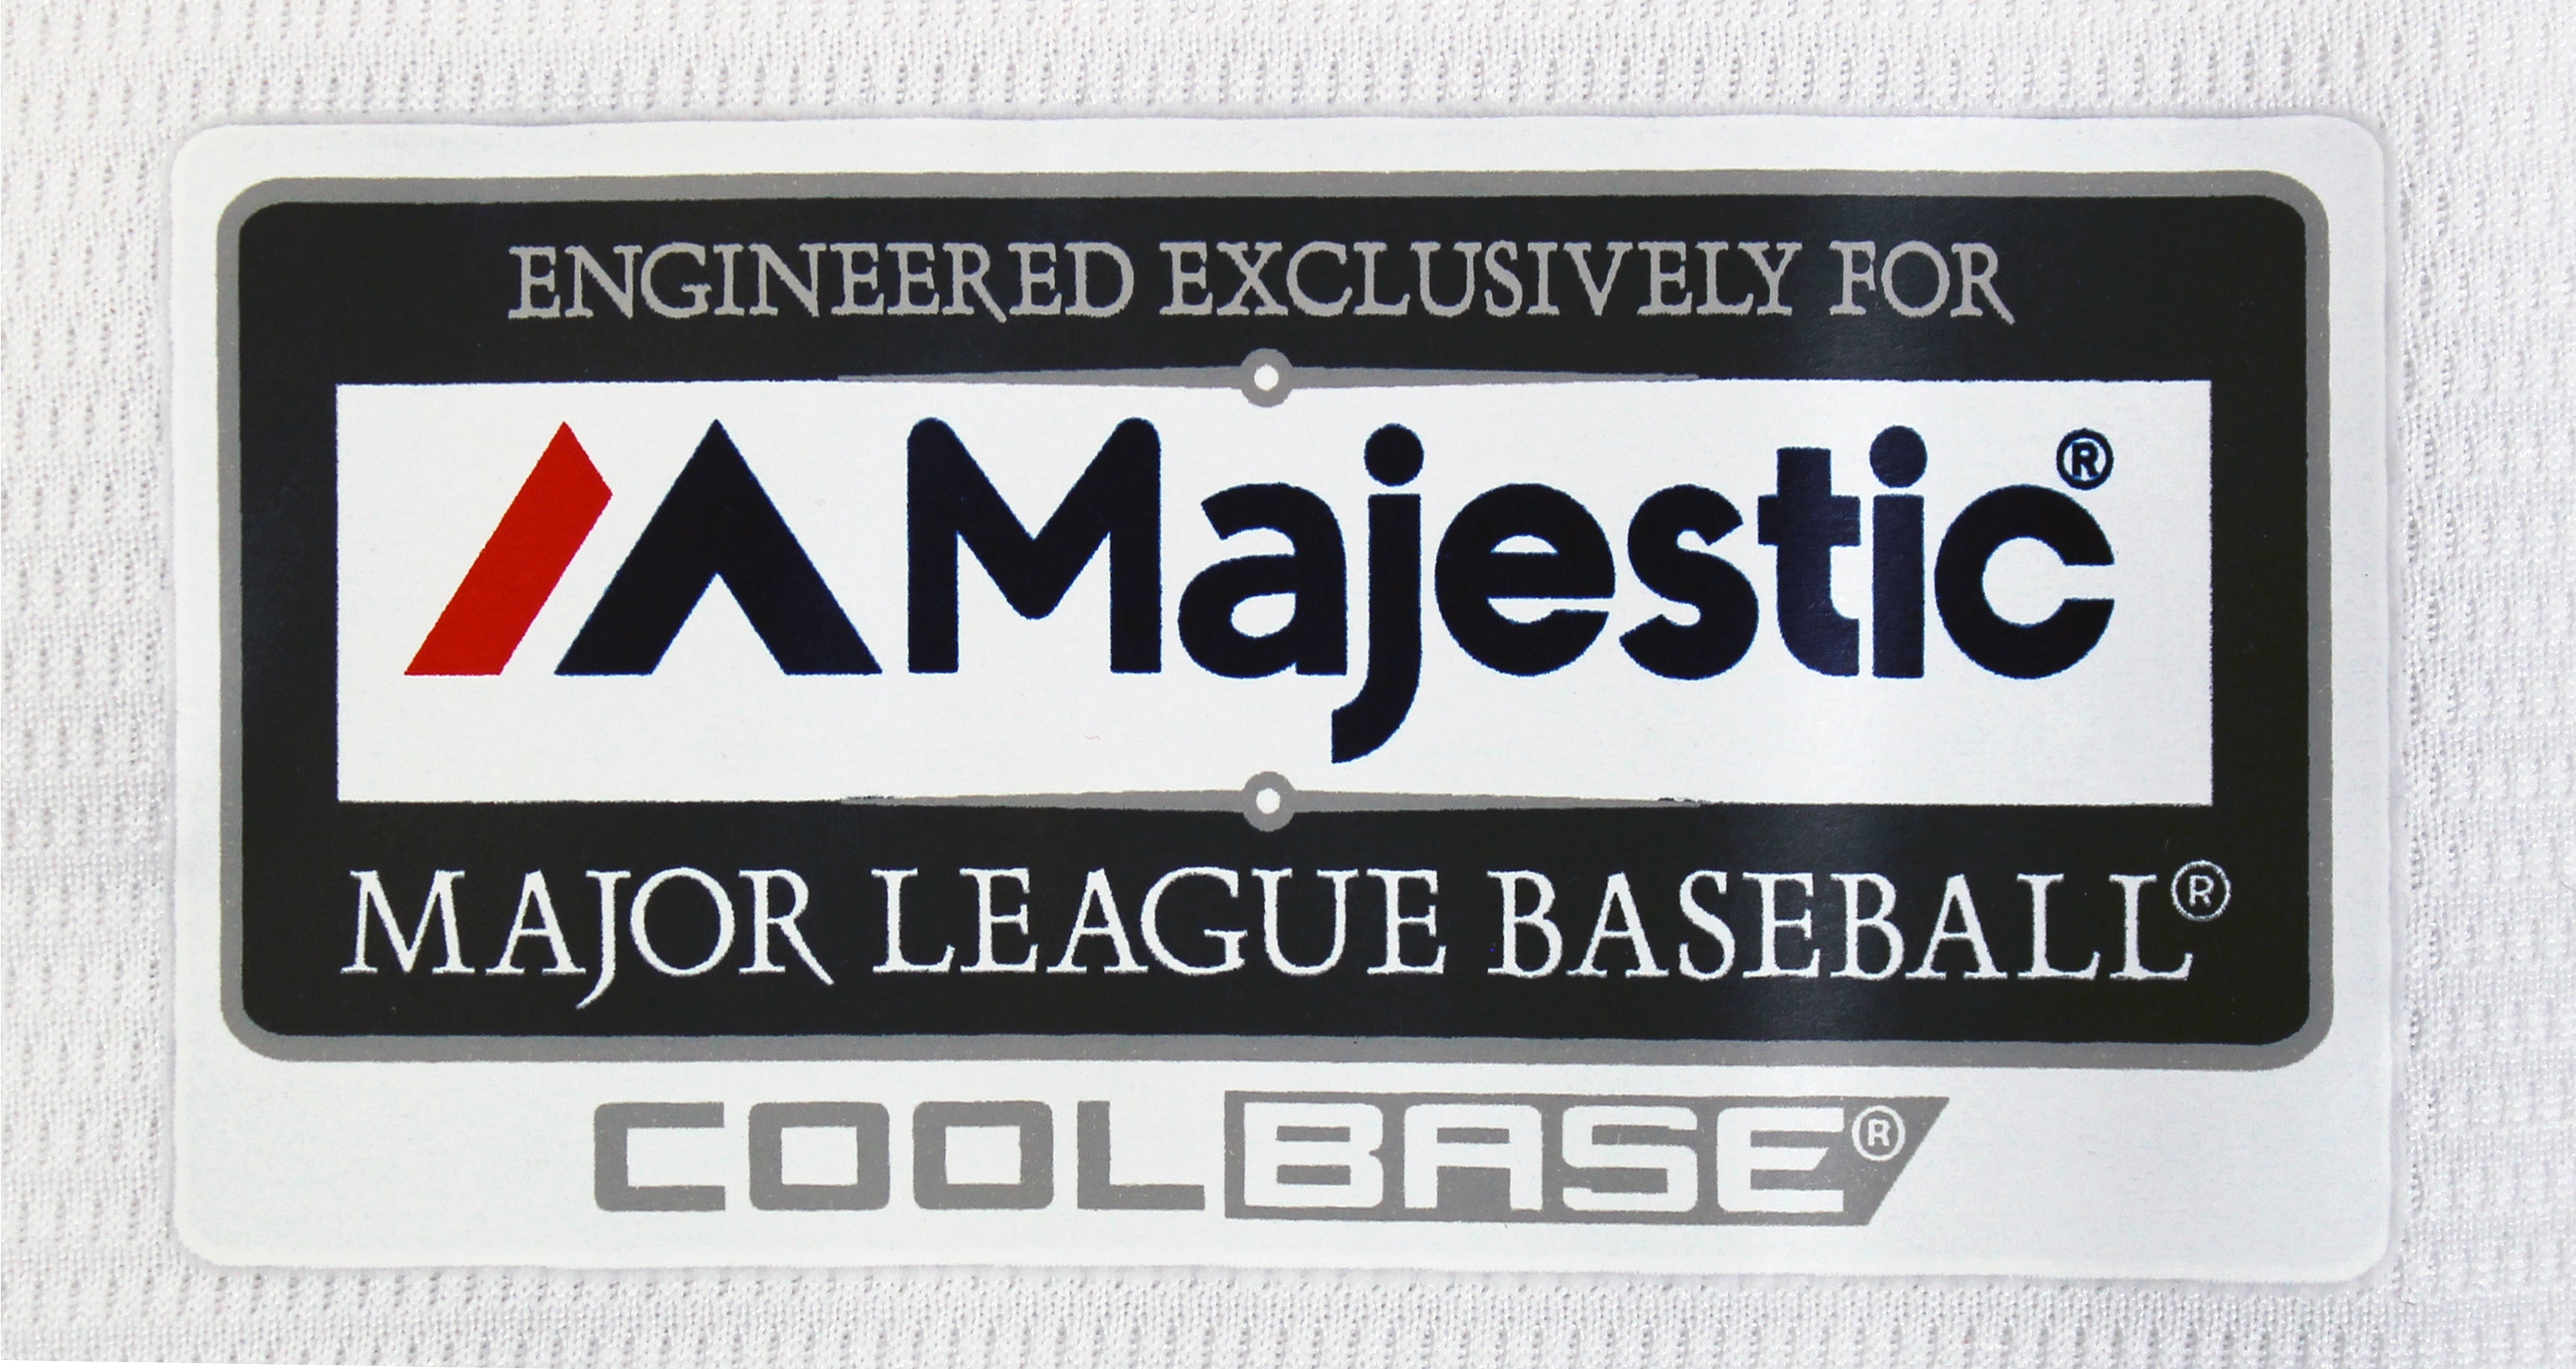 ENGINEERED EXCLUSIVELY FOR
Majestic®
MAJOR LEAGUE BASEBALL®
COOLBASE®